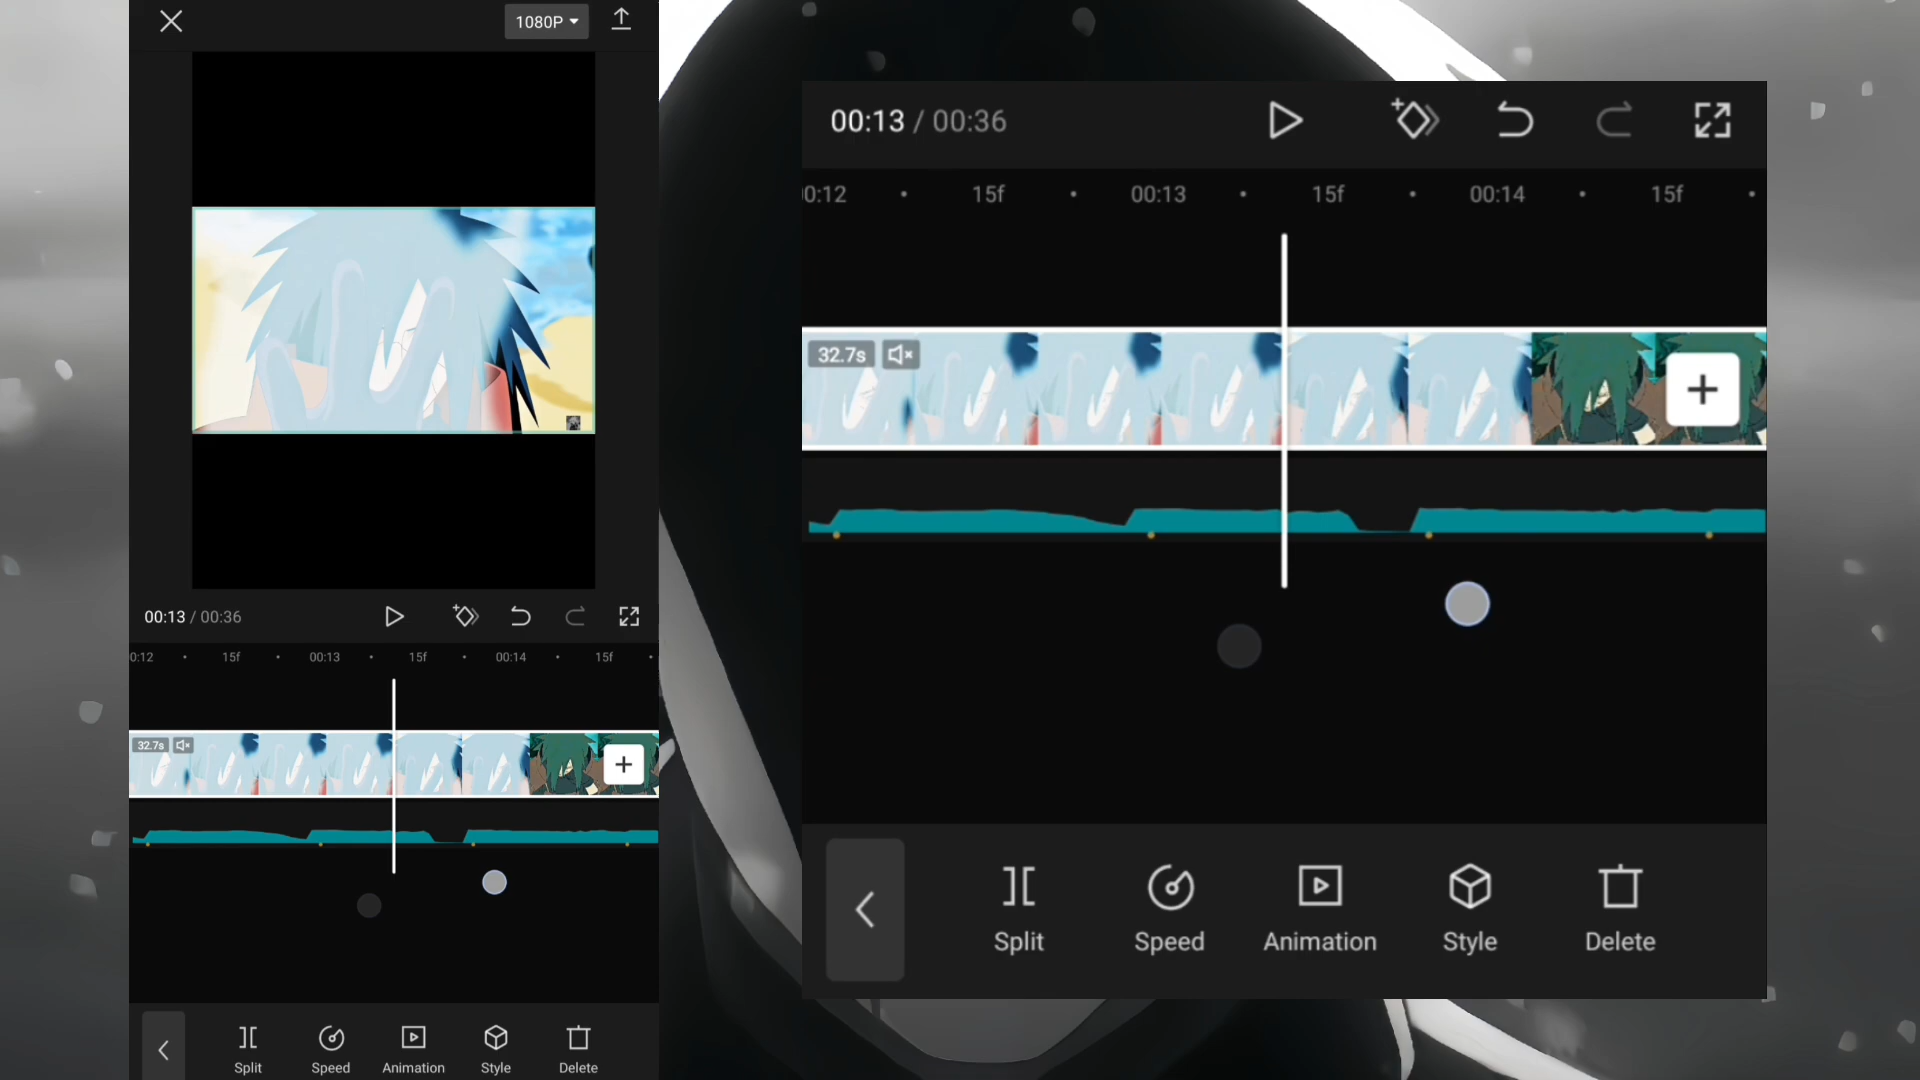 1080P
00:13 / 00:36
0:12 15f 00:13 15f 00:14 15f
32.7s
Split Speed Animation Style Delete
00:13 / 00:36
0:12 15f 00:13 15f 00:14 15f
32.7s
Split Speed Animation Style Delete